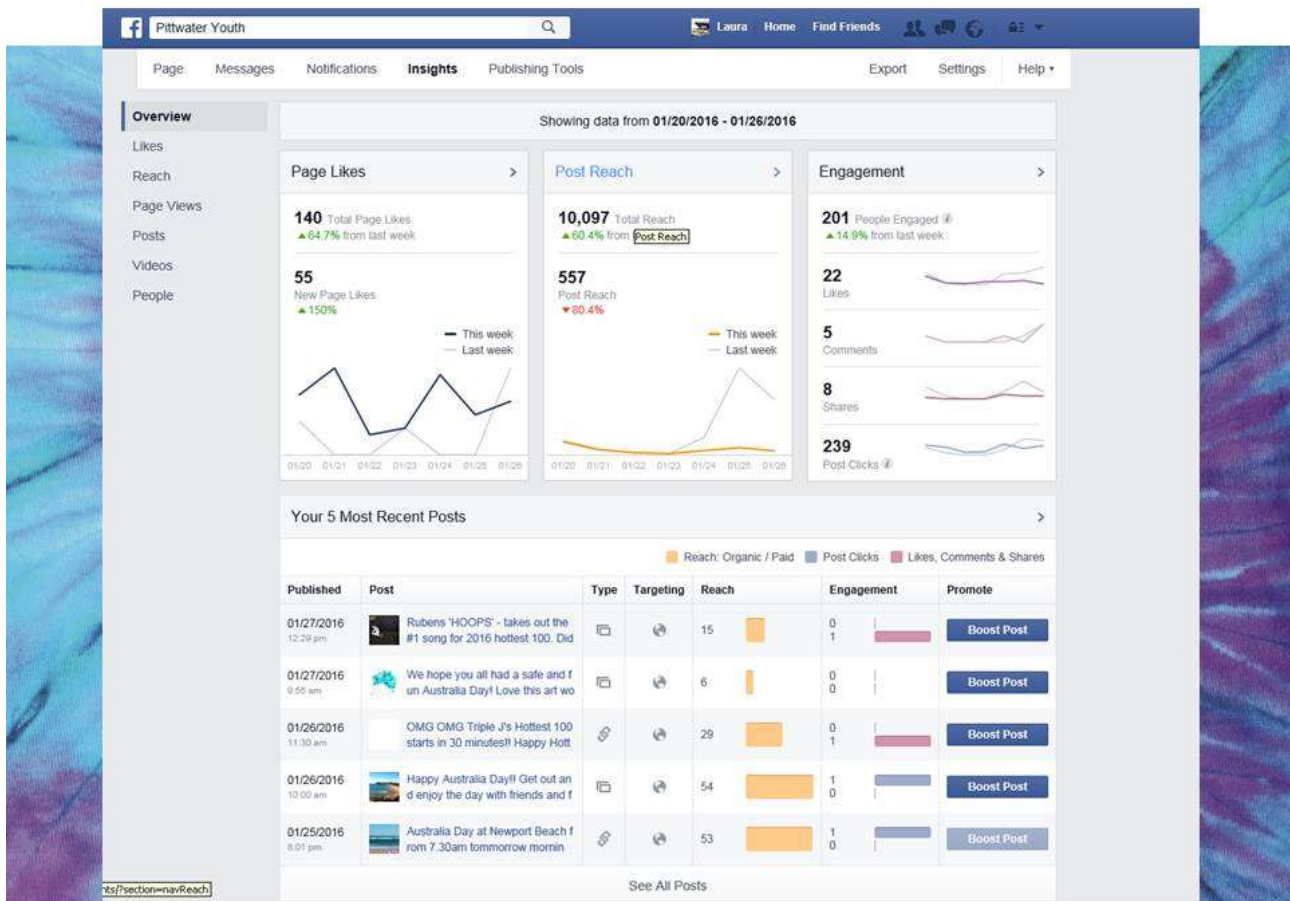 f Pittwater Youth Laura Home Find Friends
Page Messages Notifications Insights Publishing Tools Export Settings Help
Overview
Likes
Reach
Page Views
Posts
Videos
People
Showing data from 01/20/2016 - 01/26/2016
Page Likes
140 Total Page Likes
64.7% from last week
55
New Page Likes
150%
This week
Last week
01/20 01/21 01/22 01/23 01/24 01/25 01/26
Post Reach
10,097 Total Reach
60.4% from Post Reach
557
Post Reach
80.4%
This week
Last week
01/20 01/21 01/22 01/23 01/24 01/25 01/26
Engagement
201 People Engaged
14.9% from last week
22
Likes
5
Comments
8
Shares
239
Post Clicks
Your 5 Most Recent Posts
Reach: Organic / Paid Post Clicks Likes, Comments & Shares
Published Post Type Targeting Reach Engagement Promote
01/27/2016 Rubens 'HOOPS' - takes out the 15 0 Boost Post
12:29 pm #1 song for 2016 hottest 100. Did 1
01/27/2016 We hope you all had a safe and f 6 0 Boost Post
9:56 am un Australia Day! Love this art wo 0
01/26/2016 OMG OMG Triple J's Hottest 100 29 0 Boost Post
11:30 am starts in 30 minutes!! Happy Hott 1
01/26/2016 Happy Australia Day!! Get out an 54 1 Boost Post
10:00 am d enjoy the day with friends and f 0
01/25/2016 Australia Day at Newport Beach f 53 1 Boost Post
8:01 pm rom 7.30am tommorrow mornin 0
See All Posts
nts/?section=navReach